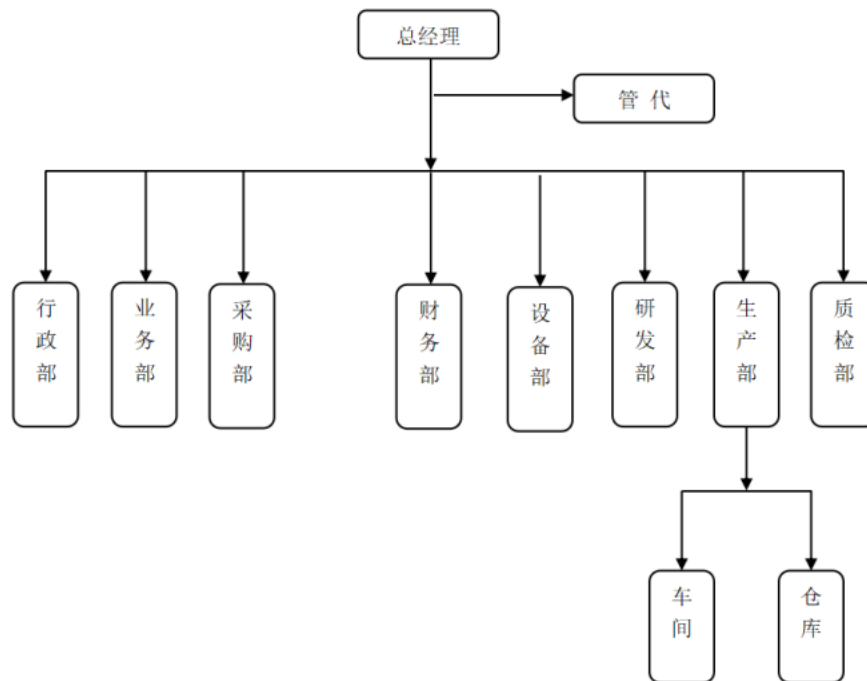 总经理
管 代
行政部
业务部
采购部
财务部
设备部
研发部
生产部
质检部
车间
仓库